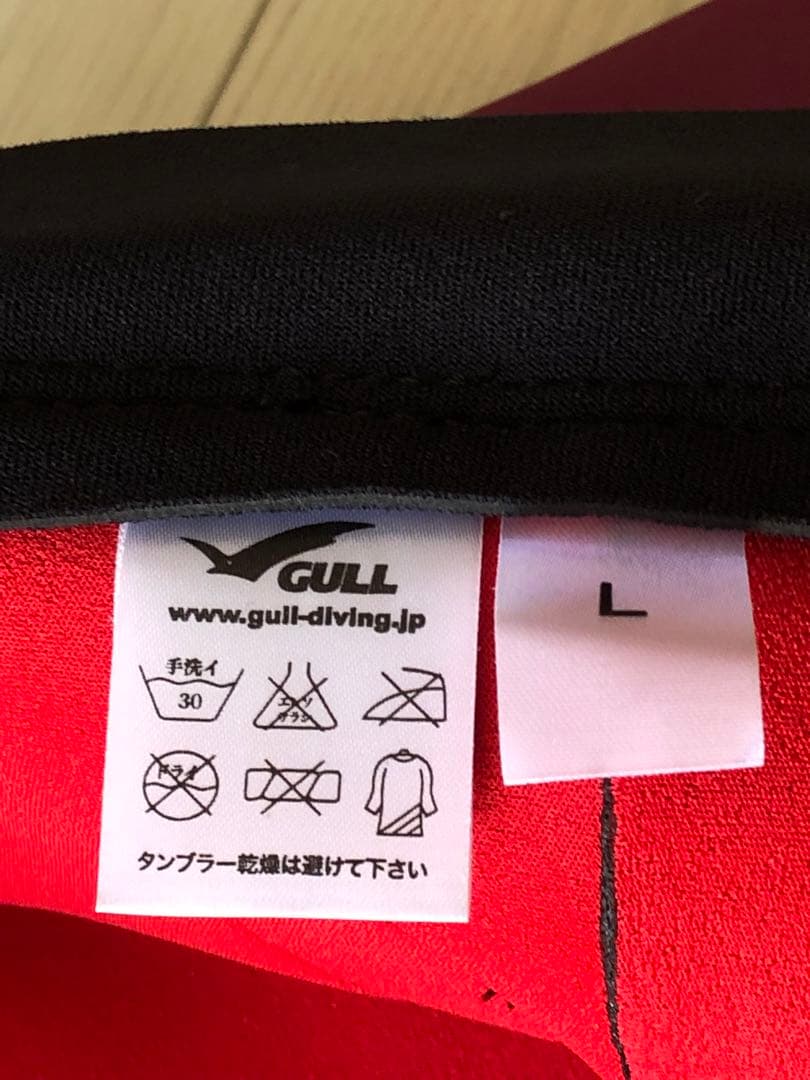 GULL
www.gull-diving.jp
L
手洗イ
30
エンソ
サラシ
ドライ
タンブラー乾燥は避けて下さい